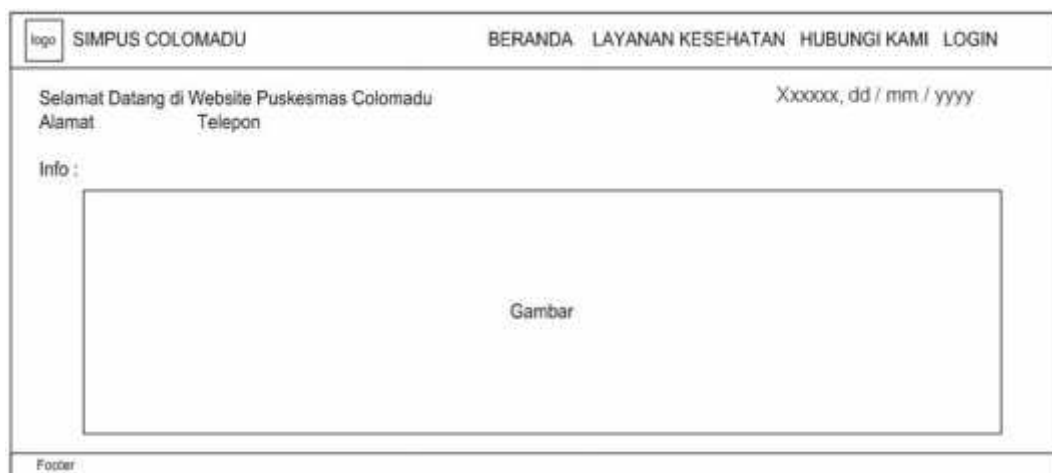 logo SIMPUS COLOMADU BERANDA LAYANAN KESEHATAN HUBUNGI KAMI LOGIN
Selamat Datang di Website Puskesmas Colomadu Xxxxxx, dd / mm / yyyy
Alamat Telepon
Info :
Gambar
Footer